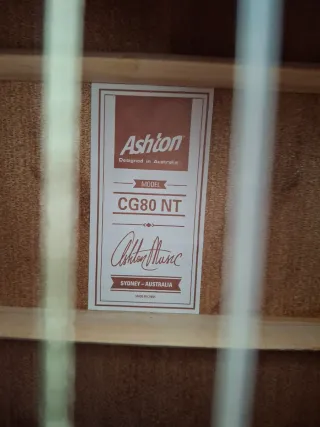 Ashton
Designed in Australia
MODEL
CG80 NT
Ashton Music
SYDNEY - AUSTRALIA